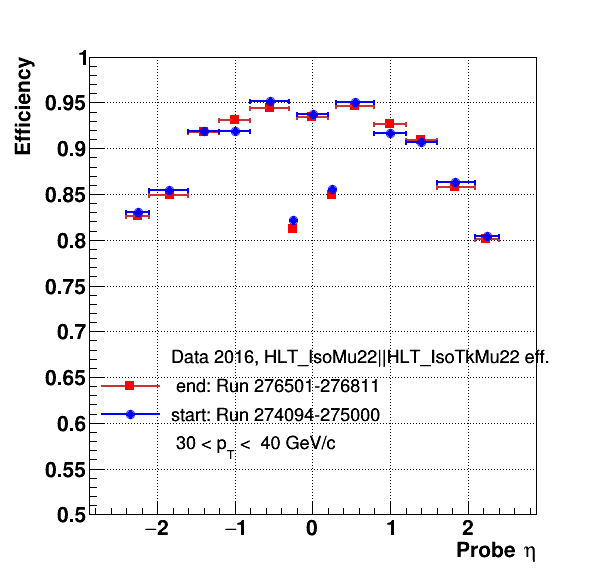 Efficiency
1
0.95
0.9
0.85
0.8
0.75
0.7
0.65
0.6
0.55
0.5
Data 2016, HLT_IsoMu22||HLT_IsoTkMu22 eff.
end: Run 276501-276811
start: Run 274094-275000
30 < pT < 40 GeV/c
−2 −1 0 1 2
Probe η